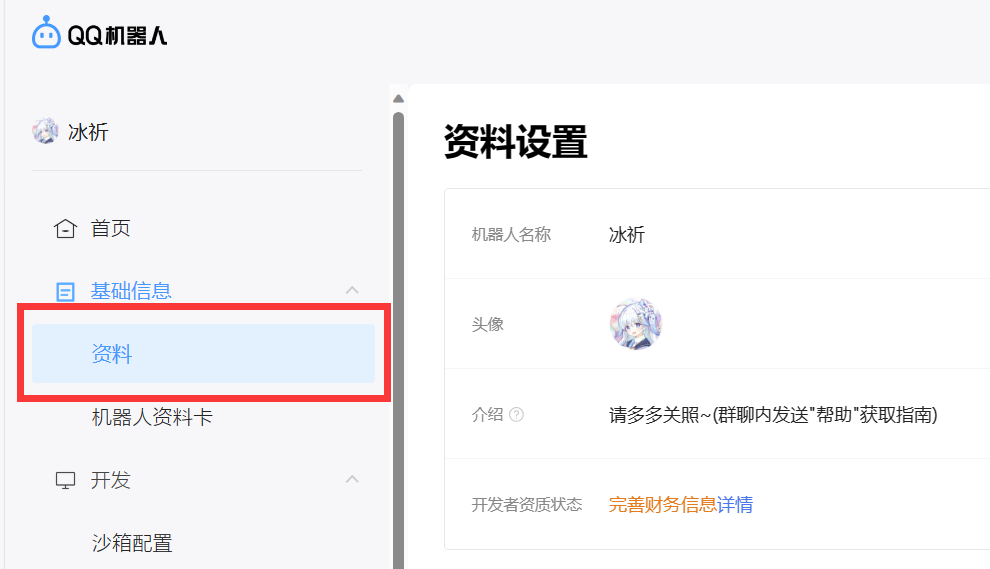 QQ机器人
冰祈
首页
基础信息
资料
机器人资料卡
开发
沙箱配置
资料设置
机器人名称 冰祈
头像
介绍 ? 请多多关照~(群聊内发送"帮助"获取指南)
开发者资质状态 完善财务信息详情